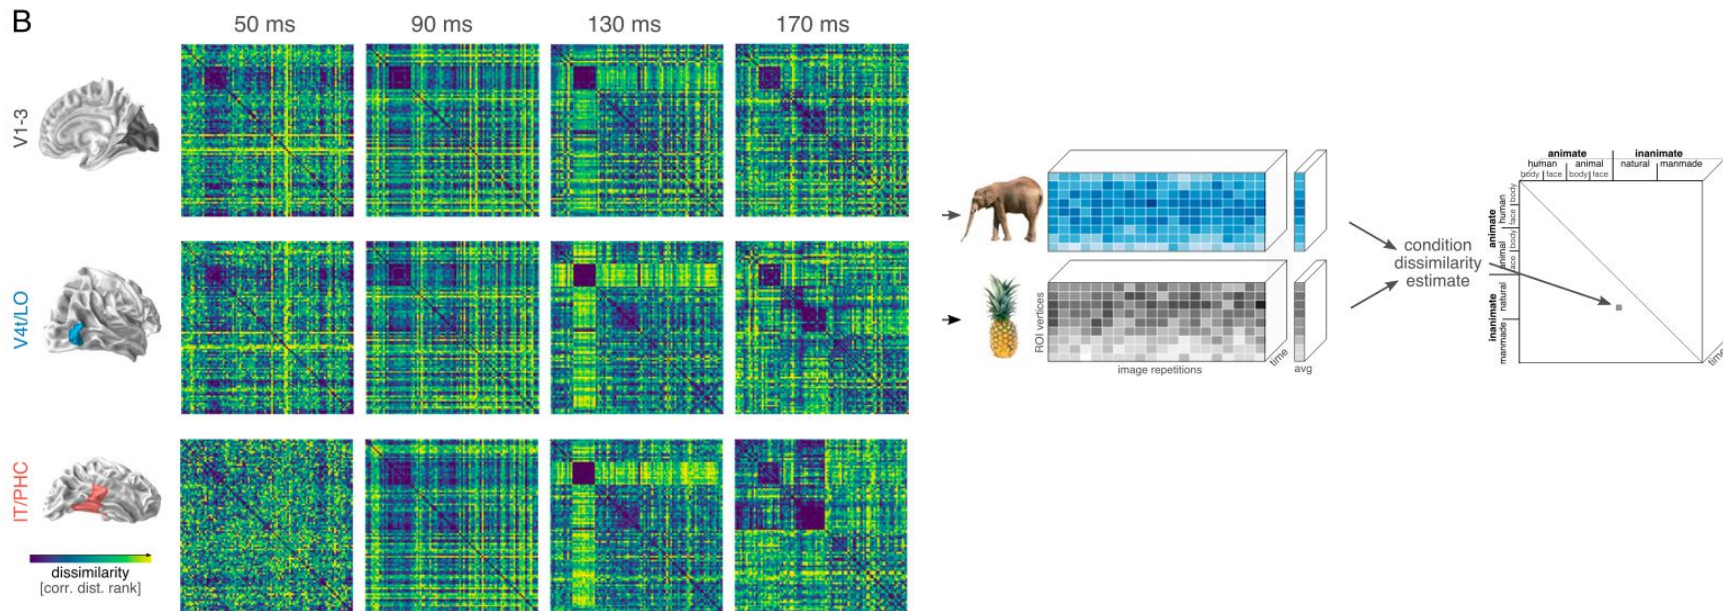 B
50 ms
90 ms
130 ms
170 ms
V1-3
V4t/LO
IT/PHC
dissimilarity
[corr. dist. rank]
ROI vertices
image repetitions
time
avg
condition
dissimilarity
estimate
animate inanimate
human animal natural manmade
body face body face
animate inanimate
human animal natural manmade
body face body face
time